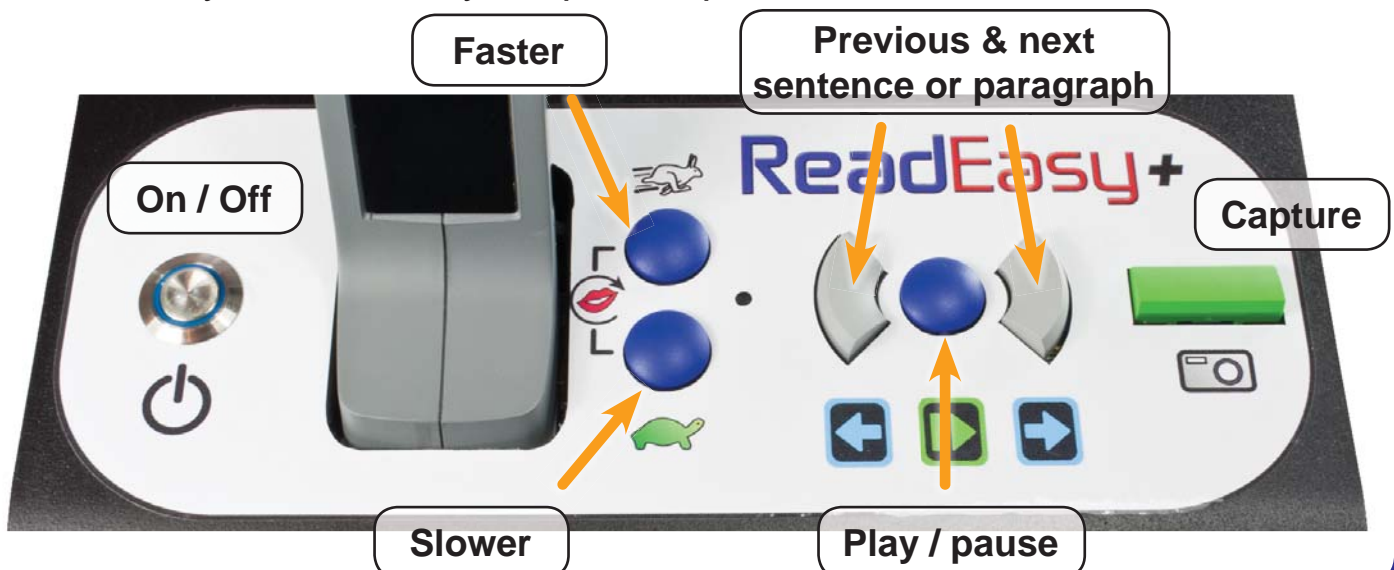 Faster
Previous & next
sentence or paragraph
ReadEasy+
On / Off
Capture
Slower
Play / pause